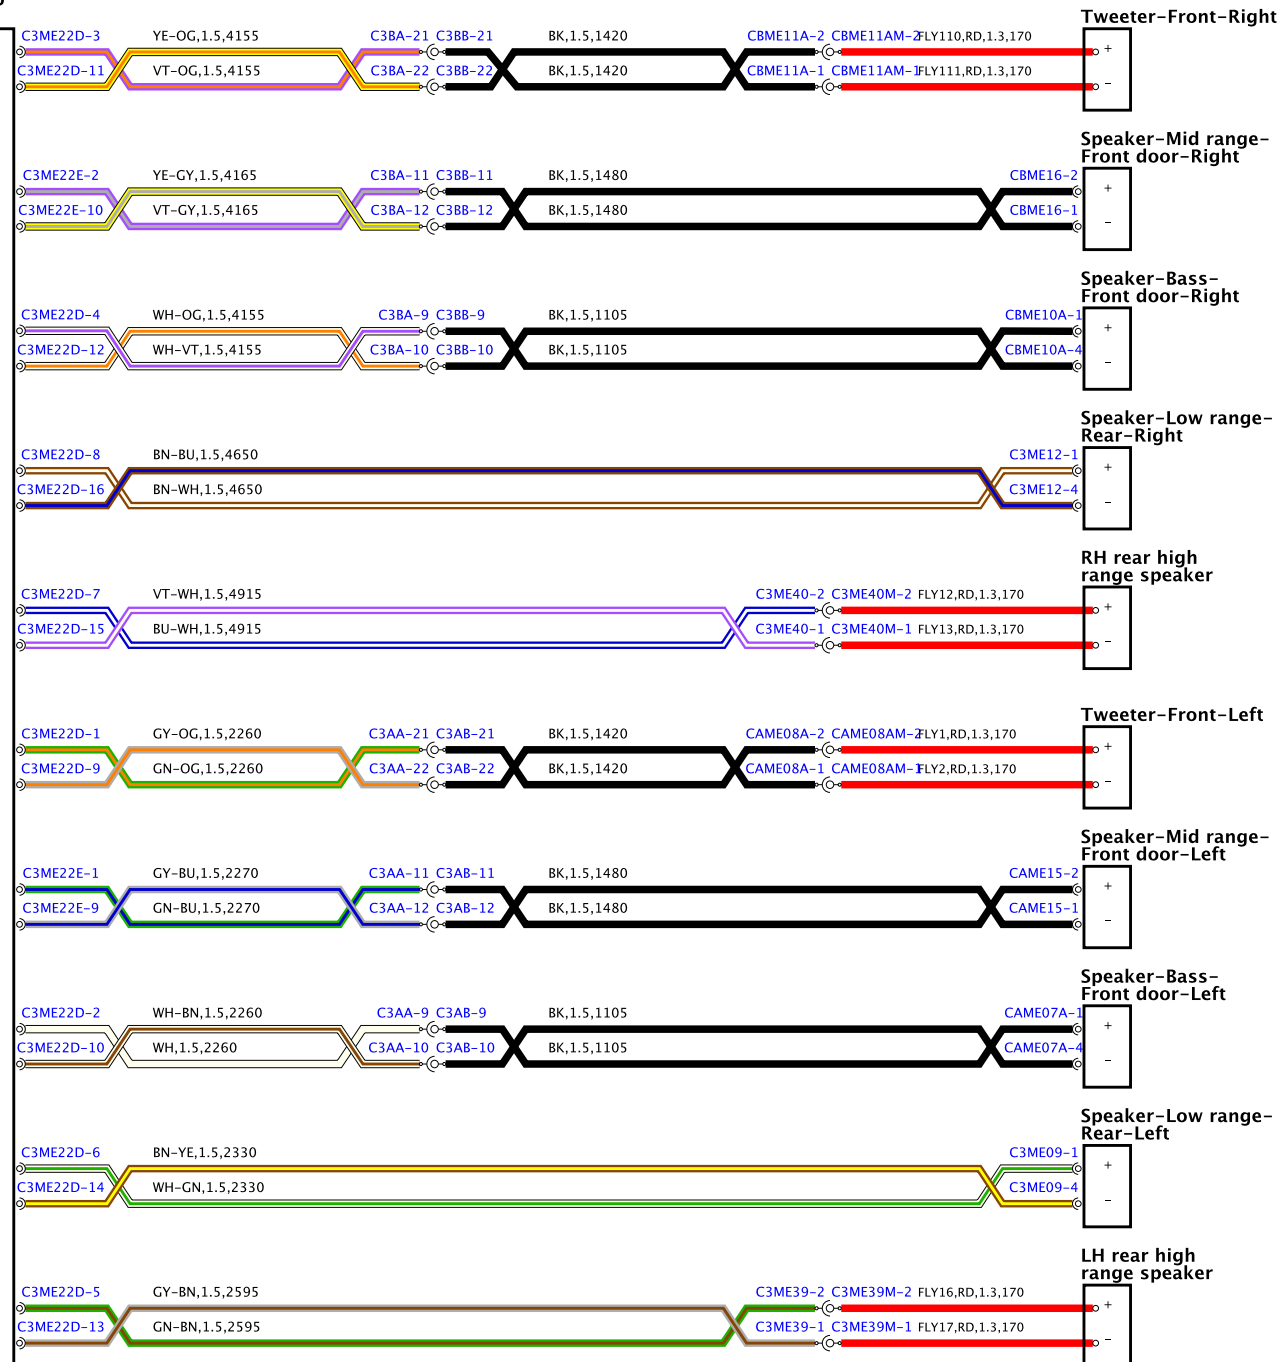 Tweeter-Front-Right
C3ME22D-3 YE-OG,1.5,4155 C3BA-21 C3BB-21 BK,1.5,1420 CBME11A-2 CBME11AM-2 FLY110,RD,1.3,170 +
C3ME22D-11 VT-OG,1.5,4155 C3BA-22 C3BB-22 BK,1.5,1420 CBME11A-1 CBME11AM-1 FLY111,RD,1.3,170 -
Speaker-Mid range-
Front door-Right
C3ME22E-2 YE-GY,1.5,4165 C3BA-11 C3BB-11 BK,1.5,1480 CBME16-2 +
C3ME22E-10 VT-GY,1.5,4165 C3BA-12 C3BB-12 BK,1.5,1480 CBME16-1 -
Speaker-Bass-
Front door-Right
C3ME22D-4 WH-OG,1.5,4155 C3BA-9 C3BB-9 BK,1.5,1105 CBME10A-1 +
C3ME22D-12 WH-VT,1.5,4155 C3BA-10 C3BB-10 BK,1.5,1105 CBME10A-4 -
Speaker-Low range-
Rear-Right
C3ME22D-8 BN-BU,1.5,4650 C3ME12-1 +
C3ME22D-16 BN-WH,1.5,4650 C3ME12-4 -
RH rear high
range speaker
C3ME22D-7 VT-WH,1.5,4915 C3ME40-2 C3ME40M-2 FLY12,RD,1.3,170 +
C3ME22D-15 BU-WH,1.5,4915 C3ME40-1 C3ME40M-1 FLY13,RD,1.3,170 -
Tweeter-Front-Left
C3ME22D-1 GY-OG,1.5,2260 C3AA-21 C3AB-21 BK,1.5,1420 CAME08A-2 CAME08AM-2 FLY1,RD,1.3,170 +
C3ME22D-9 GN-OG,1.5,2260 C3AA-22 C3AB-22 BK,1.5,1420 CAME08A-1 CAME08AM-1 FLY2,RD,1.3,170 -
Speaker-Mid range-
Front door-Left
C3ME22E-1 GY-BU,1.5,2270 C3AA-11 C3AB-11 BK,1.5,1480 CAME15-2 +
C3ME22E-9 GN-BU,1.5,2270 C3AA-12 C3AB-12 BK,1.5,1480 CAME15-1 -
Speaker-Bass-
Front door-Left
C3ME22D-2 WH-BN,1.5,2260 C3AA-9 C3AB-9 BK,1.5,1105 CAME07A-1 +
C3ME22D-10 WH,1.5,2260 C3AA-10 C3AB-10 BK,1.5,1105 CAME07A-4 -
Speaker-Low range-
Rear-Left
C3ME22D-6 BN-YE,1.5,2330 C3ME09-1 +
C3ME22D-14 WH-GN,1.5,2330 C3ME09-4 -
LH rear high
range speaker
C3ME22D-5 GY-BN,1.5,2595 C3ME39-2 C3ME39M-2 FLY16,RD,1.3,170 +
C3ME22D-13 GN-BN,1.5,2595 C3ME39-1 C3ME39M-1 FLY17,RD,1.3,170 -